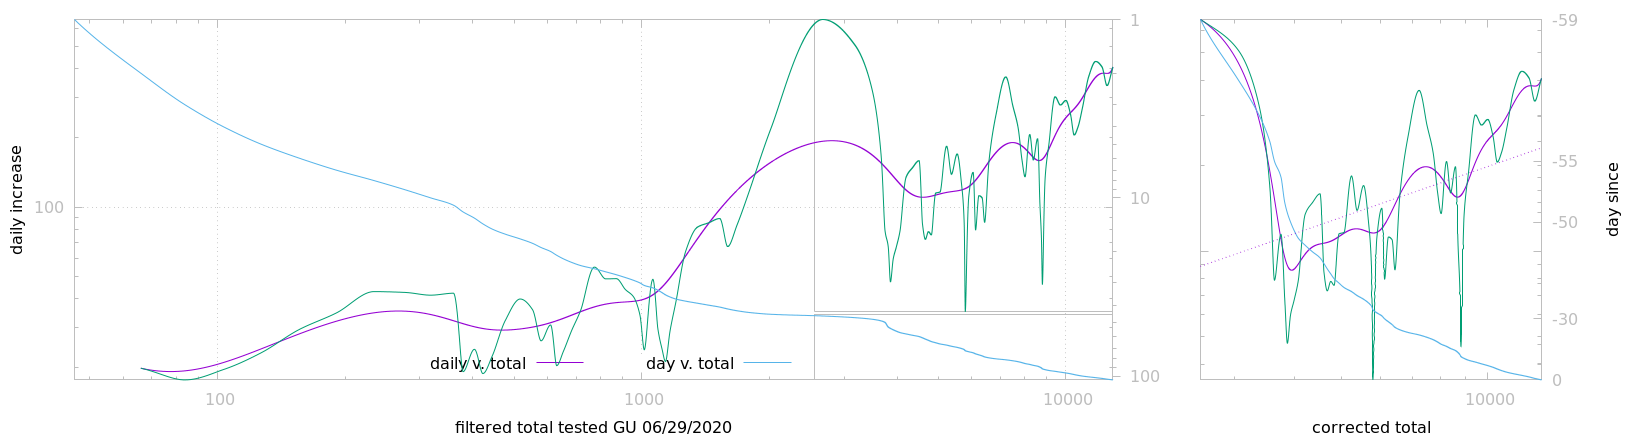 1
-59
-55
daily increase
100
10
-50
day since
-30
daily v. total
day v. total
100
0
100
1000
10000
10000
filtered total tested GU 06/29/2020
corrected total